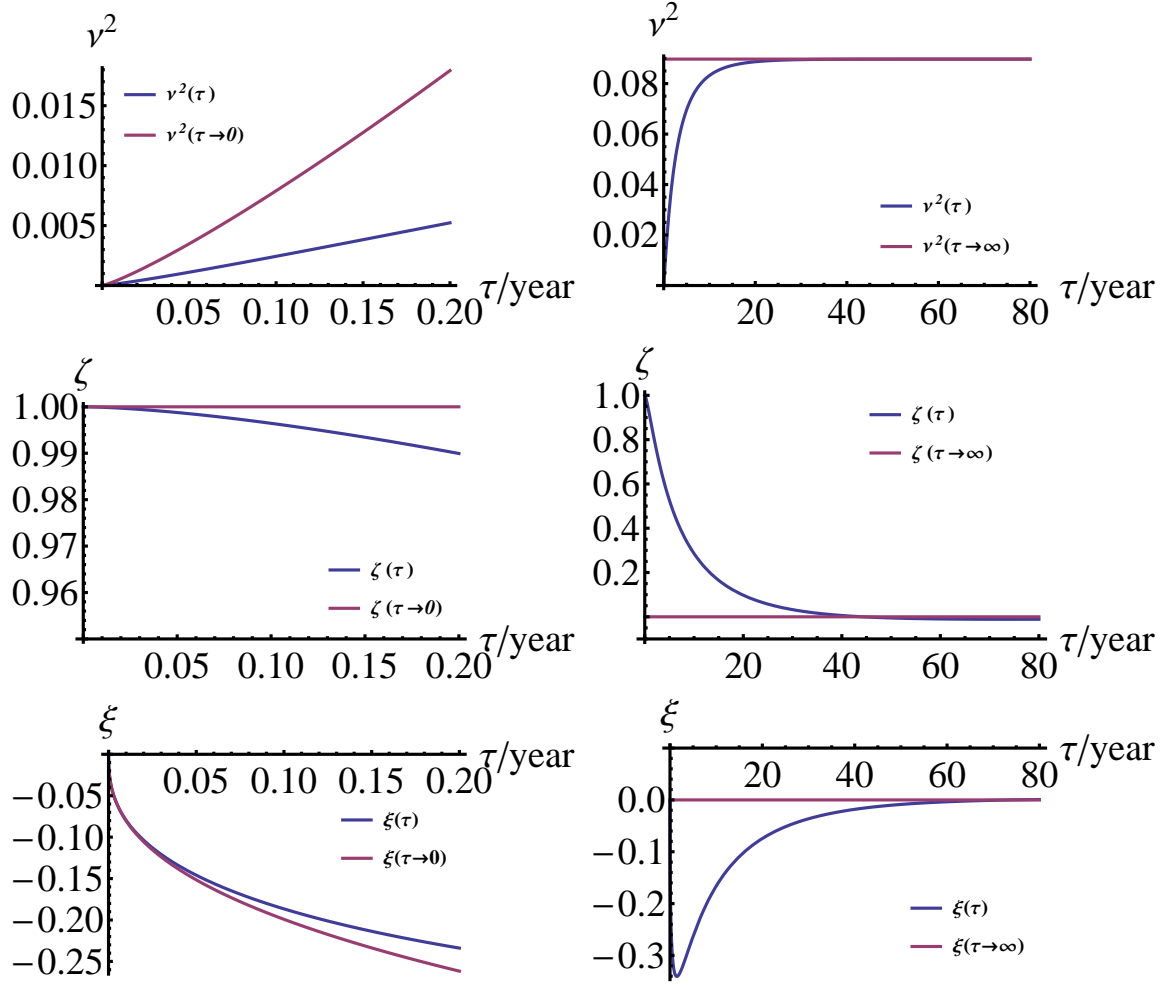 ν²
0.015
0.010
0.005
ν²(τ)
ν²(τ→0)
0.05 0.10 0.15 0.20
τ/year
ν²
0.08
0.06
0.04
0.02
ν²(τ)
ν²(τ→∞)
20 40 60 80
τ/year
ζ
1.00
0.99
0.98
0.97
0.96
ζ(τ)
ζ(τ→0)
0.05 0.10 0.15 0.20
τ/year
ζ
1.0
0.8
0.6
0.4
0.2
ζ(τ)
ζ(τ→∞)
20 40 60 80
τ/year
ξ
τ/year
0.05 0.10 0.15 0.20
−0.05
−0.10
−0.15
−0.20
−0.25
ξ(τ)
ξ(τ→0)
ξ
τ/year
20 40 60 80
0.0
−0.1
−0.2
−0.3
ξ(τ)
ξ(τ→∞)